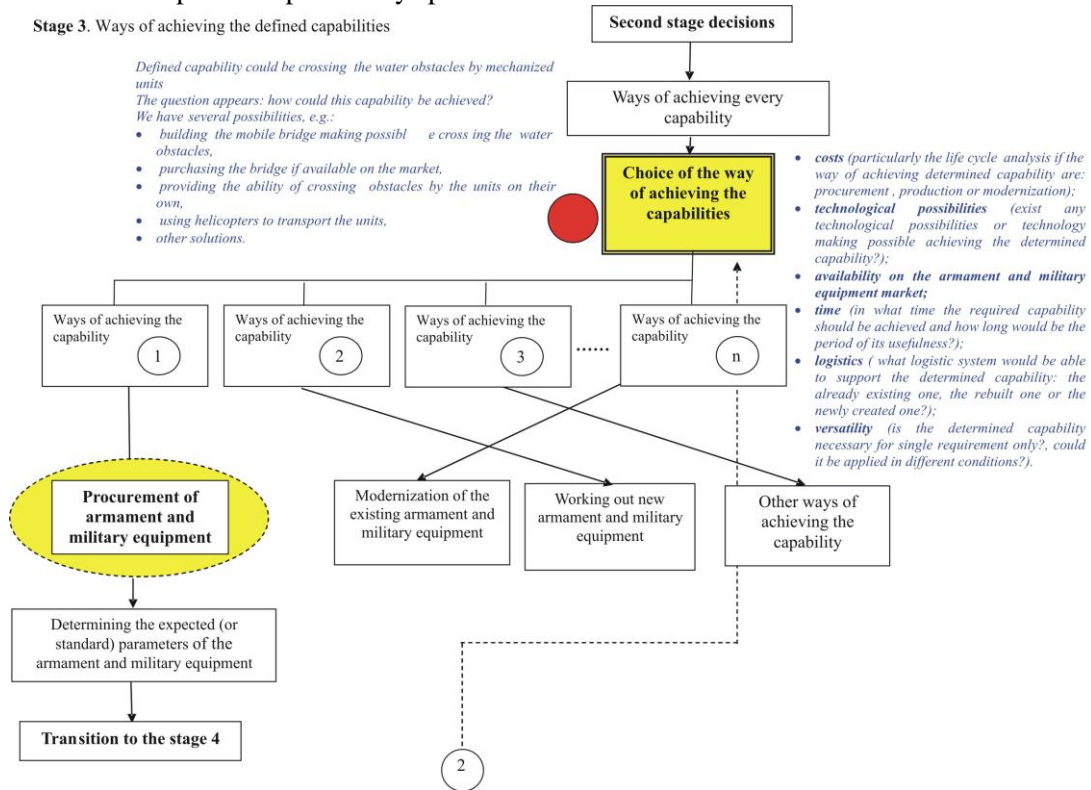 Stage 3. Ways of achieving the defined capabilities
Second stage decisions
Defined capability could be crossing the water obstacles by mechanized
units
The question appears: how could this capability be achieved?
We have several possibilities, e.g.:
• building the mobile bridge making possibl e cross ing the water
obstacles,
• purchasing the bridge if available on the market,
• providing the ability of crossing obstacles by the units on their
own,
• using helicopters to transport the units,
• other solutions.
Ways of achieving every
capability
Choice of the way
of achieving the
capabilities
• costs (particularly the life cycle analysis if the
way of achieving determined capability are:
procurement , production or modernization);
• technological possibilities (exist any
technological possibilities or technology
making possible achieving the determined
capability?);
• availability on the armament and military
equipment market;
• time (in what time the required capability
should be achieved and how long would be the
period of its usefulness?);
• logistics ( what logistic system would be able
to support the determined capability: the
already existing one, the rebuilt one or the
newly created one?);
• versatility (is the determined capability
necessary for single requirement only?, could
it be applied in different conditions?).
Ways of achieving the
capability
1
Ways of achieving the
capability
2
Ways of achieving the
capability
3
......
Ways of achieving the
capability
n
Procurement of
armament and
military equipment
Modernization of the
existing armament and
military equipment
Working out new
armament and military
equipment
Other ways of
achieving the
capability
Determining the expected (or
standard) parameters of the
armament and military equipment
Transition to the stage 4
2